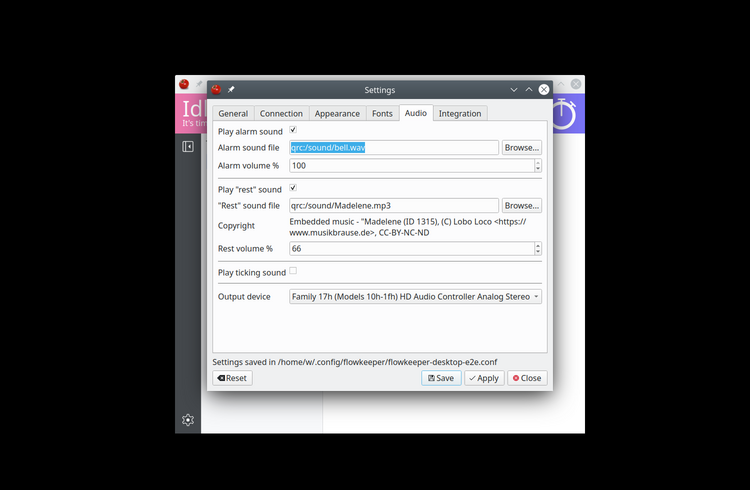 Settings
Idl
It's tim
General Connection Appearance Fonts Audio Integration
Play alarm sound
Alarm sound file qrc:/sound/bell.wav Browse...
Alarm volume % 100
Play "rest" sound
"Rest" sound file qrc:/sound/Madelene.mp3 Browse...
Copyright Embedded music - "Madelene (ID 1315), (C) Lobo Loco <https://
www.musikbrause.de>, CC-BY-NC-ND
Rest volume % 66
Play ticking sound
Output device Family 17h (Models 10h-1fh) HD Audio Controller Analog Stereo
Settings saved in /home/w/.config/flowkeeper/flowkeeper-desktop-e2e.conf
Reset Save Apply Close